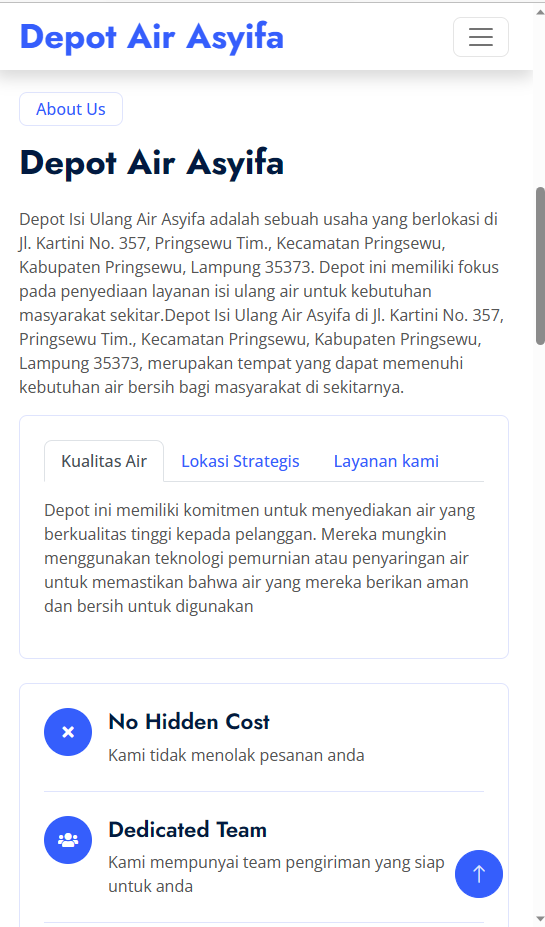 Depot Air Asyifa
About Us
Depot Air Asyifa
Depot Isi Ulang Air Asyifa adalah sebuah usaha yang berlokasi di
Jl. Kartini No. 357, Pringsewu Tim., Kecamatan Pringsewu,
Kabupaten Pringsewu, Lampung 35373. Depot ini memiliki fokus
pada penyediaan layanan isi ulang air untuk kebutuhan
masyarakat sekitar.Depot Isi Ulang Air Asyifa di Jl. Kartini No. 357,
Pringsewu Tim., Kecamatan Pringsewu, Kabupaten Pringsewu,
Lampung 35373, merupakan tempat yang dapat memenuhi
kebutuhan air bersih bagi masyarakat di sekitarnya.
Kualitas Air Lokasi Strategis Layanan kami
Depot ini memiliki komitmen untuk menyediakan air yang
berkualitas tinggi kepada pelanggan. Mereka mungkin
menggunakan teknologi pemurnian atau penyaringan air
untuk memastikan bahwa air yang mereka berikan aman
dan bersih untuk digunakan
No Hidden Cost
Kami tidak menolak pesanan anda
Dedicated Team
Kami mempunyai team pengiriman yang siap
untuk anda